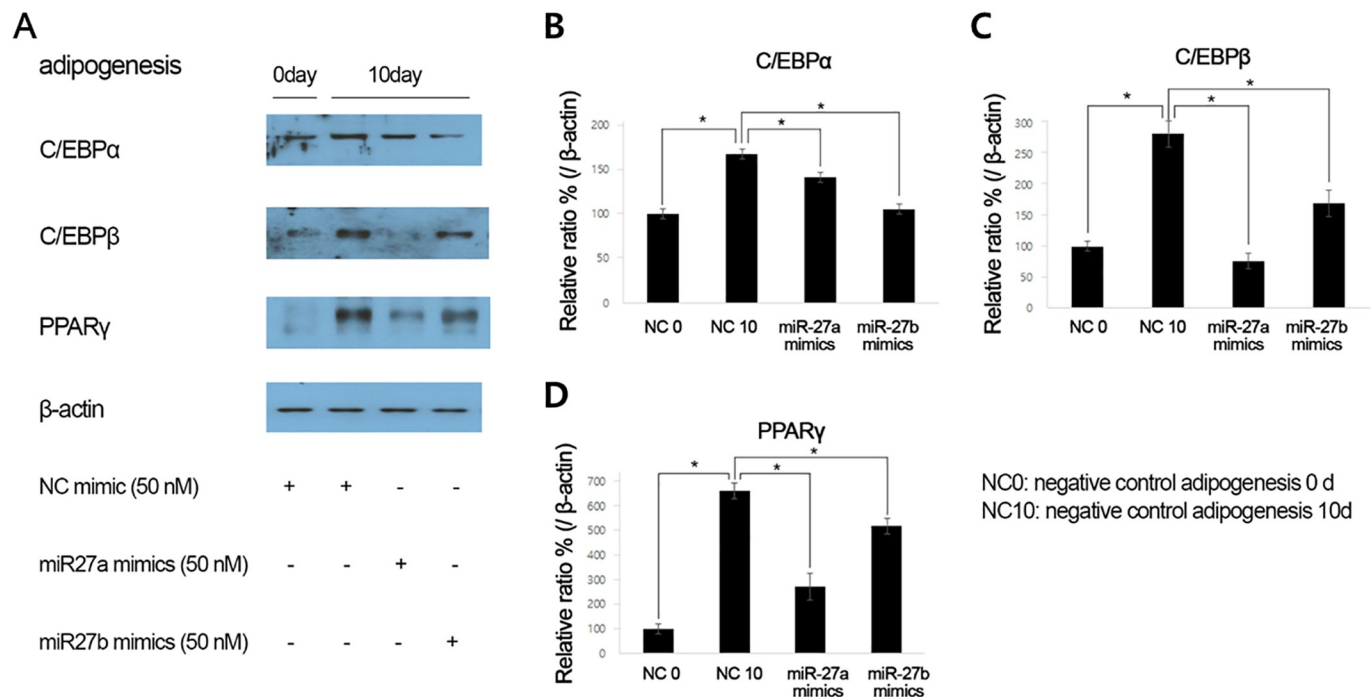 A
adipogenesis
0day 10day
C/EBPα
C/EBPβ
PPARγ
β-actin
NC mimic (50 nM) + + - -
miR27a mimics (50 nM) - - + -
miR27b mimics (50 nM) - - - +
B
C/EBPα
Relative ratio % (/ β-actin)
200
150
100
50
0
* * *
NC 0 NC 10 miR-27a mimics miR-27b mimics
C
C/EBPβ
Relative ratio % (/ β-actin)
300
250
200
150
100
50
0
* * *
NC 0 NC 10 miR-27a mimics miR-27b mimics
D
PPARγ
Relative ratio % (/ β-actin)
700
600
500
400
300
200
100
0
* * *
NC 0 NC 10 miR-27a mimics miR-27b mimics
NC0: negative control adipogenesis 0 d
NC10: negative control adipogenesis 10d